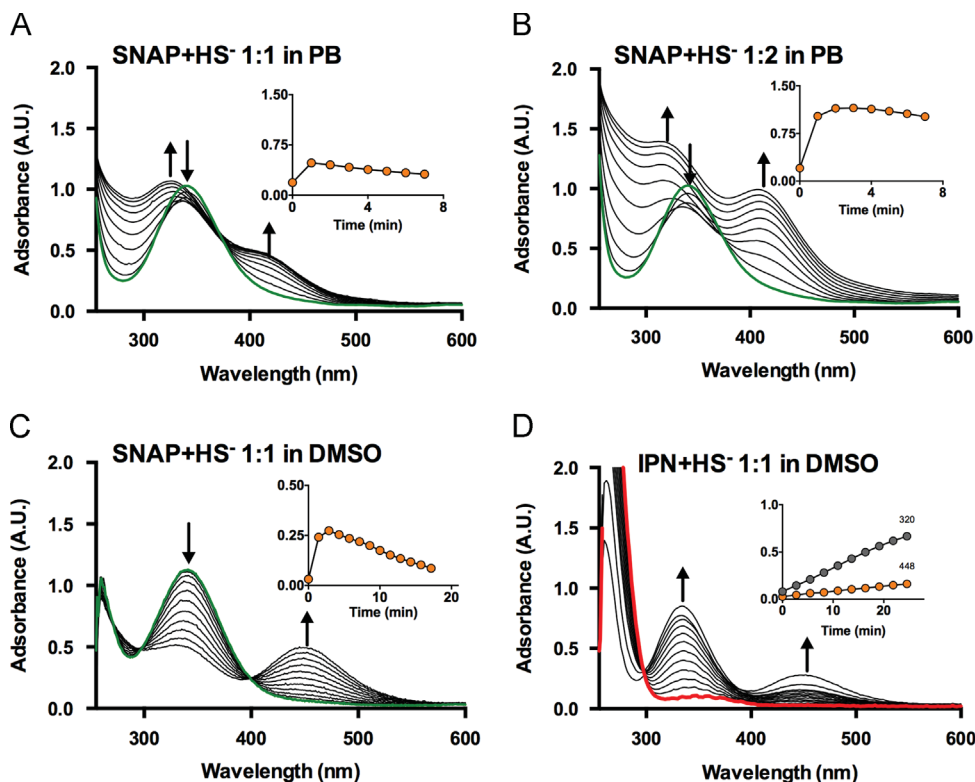 A
SNAP+HS- 1:1 in PB
2.0
1.5
1.0
0.5
0.0
Adsorbance (A.U.)
300 400 500 600
Wavelength (nm)
1.50
0.75
0.00
0 4 8
Time (min)
B
SNAP+HS- 1:2 in PB
2.0
1.5
1.0
0.5
0.0
Adsorbance (A.U.)
300 400 500 600
Wavelength (nm)
1.50
0.75
0.00
0 4 8
Time (min)
C
SNAP+HS- 1:1 in DMSO
2.0
1.5
1.0
0.5
0.0
Adsorbance (A.U.)
300 400 500 600
Wavelength (nm)
0.50
0.25
0.00
0 10 20
Time (min)
D
IPN+HS- 1:1 in DMSO
2.0
1.5
1.0
0.5
0.0
Adsorbance (A.U.)
300 400 500 600
Wavelength (nm)
1.0
0.5
0.0
320
448
0 10 20
Time (min)